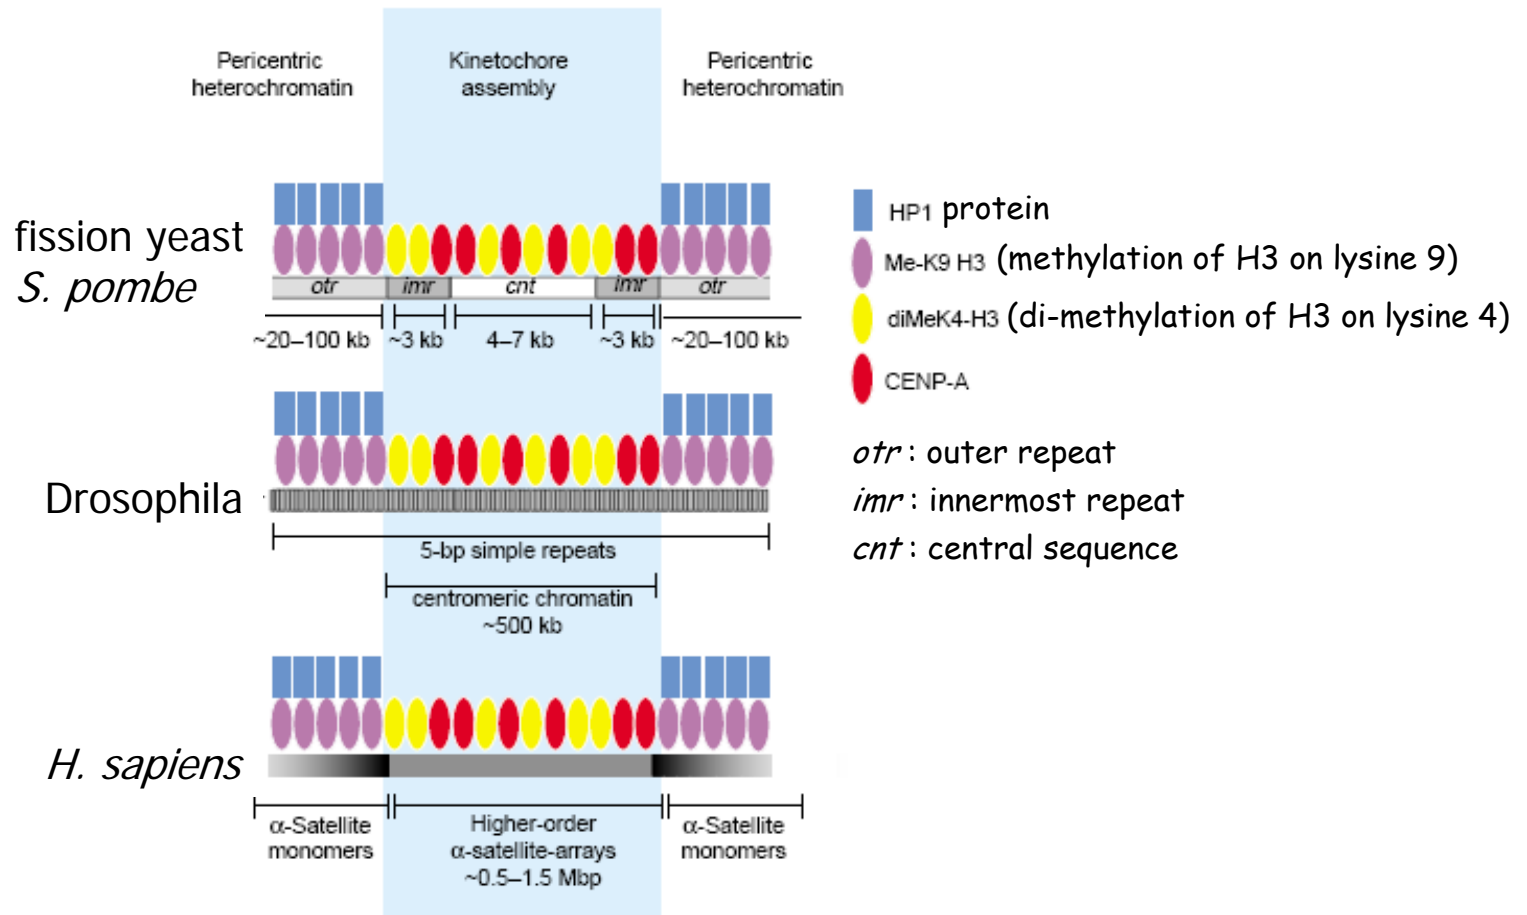 Pericentric
heterochromatin
Kinetochore
assembly
Pericentric
heterochromatin
fission yeast
S. pombe
otr imr cnt imr otr
~20–100 kb ~3 kb 4–7 kb ~3 kb ~20–100 kb
HP1 protein
Me-K9 H3 (methylation of H3 on lysine 9)
diMeK4-H3 (di-methylation of H3 on lysine 4)
CENP-A
otr : outer repeat
imr : innermost repeat
cnt : central sequence
Drosophila
5-bp simple repeats
centromeric chromatin
~500 kb
H. sapiens
α-Satellite
monomers
Higher-order
α-satellite-arrays
~0.5–1.5 Mbp
α-Satellite
monomers